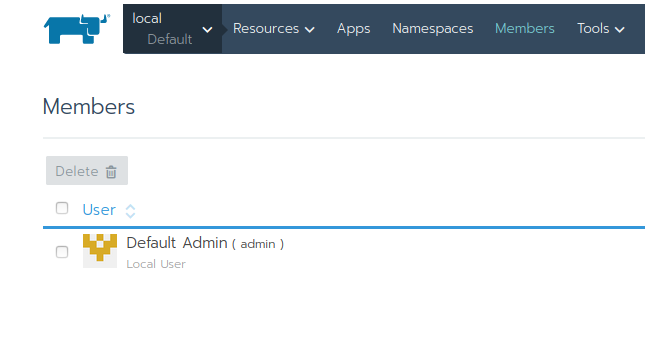 local
Default
Resources
Apps
Namespaces
Members
Tools
Members
Delete
User
Default Admin ( admin )
Local User